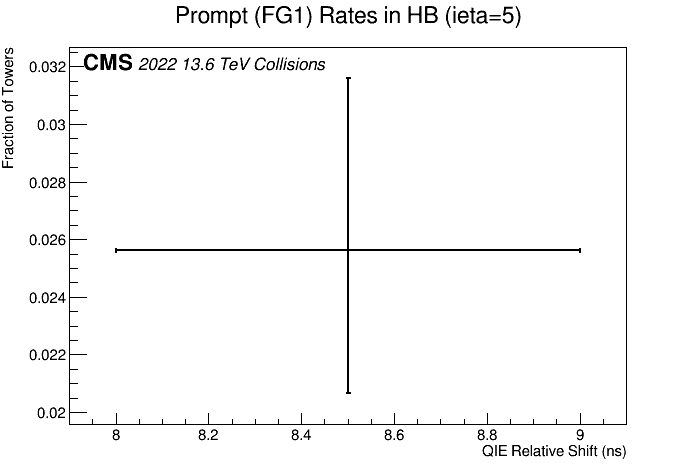 Prompt (FG1) Rates in HB (ieta=5)
Fraction of Towers
CMS 2022 13.6 TeV Collisions
0.032
0.03
0.028
0.026
0.024
0.022
0.02
8 8.2 8.4 8.6 8.8 9
QIE Relative Shift (ns)